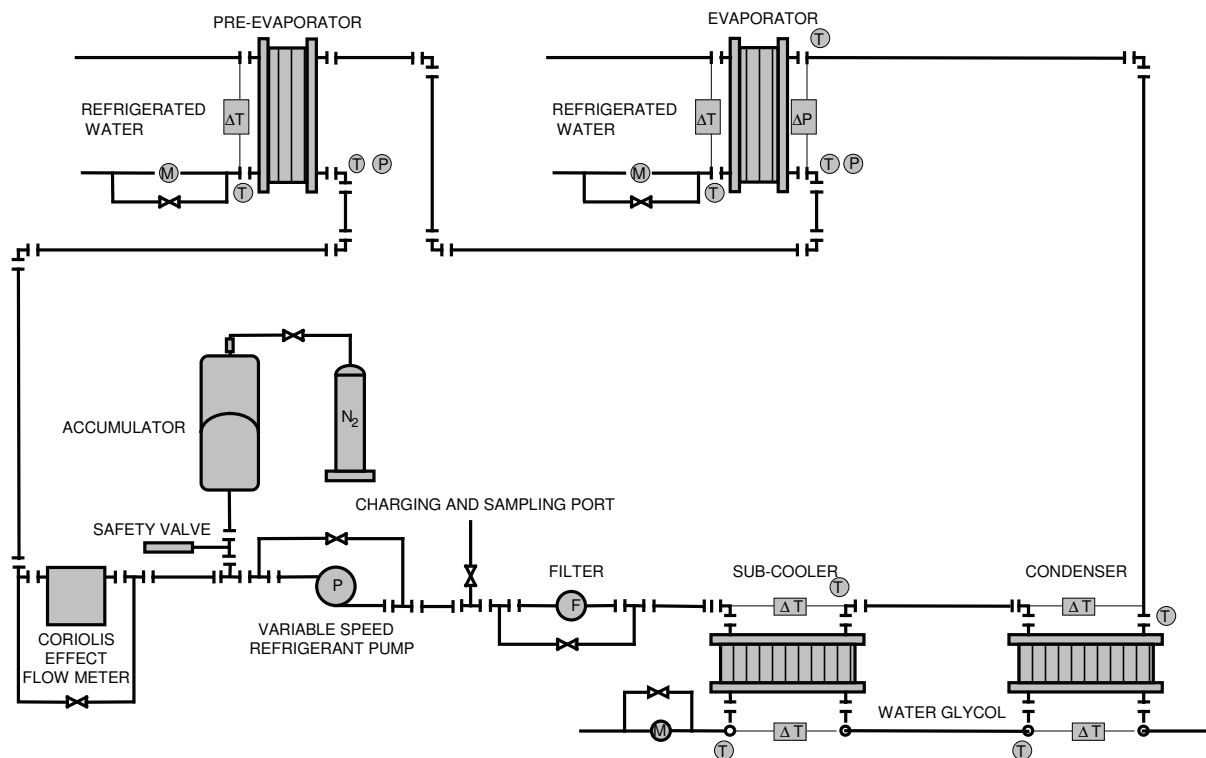 PRE-EVAPORATOR
EVAPORATOR
T
REFRIGERATED
WATER
ΔT
REFRIGERATED
WATER
ΔT
ΔP
M
T
P
T
M
T
P
T
ACCUMULATOR
N2
CHARGING AND SAMPLING PORT
SAFETY VALVE
P
FILTER
F
SUB-COOLER
T
ΔT
CONDENSER
ΔT
T
VARIABLE SPEED
REFRIGERANT PUMP
CORIOLIS
EFFECT
FLOW METER
WATER GLYCOL
M
T
ΔT
T
ΔT